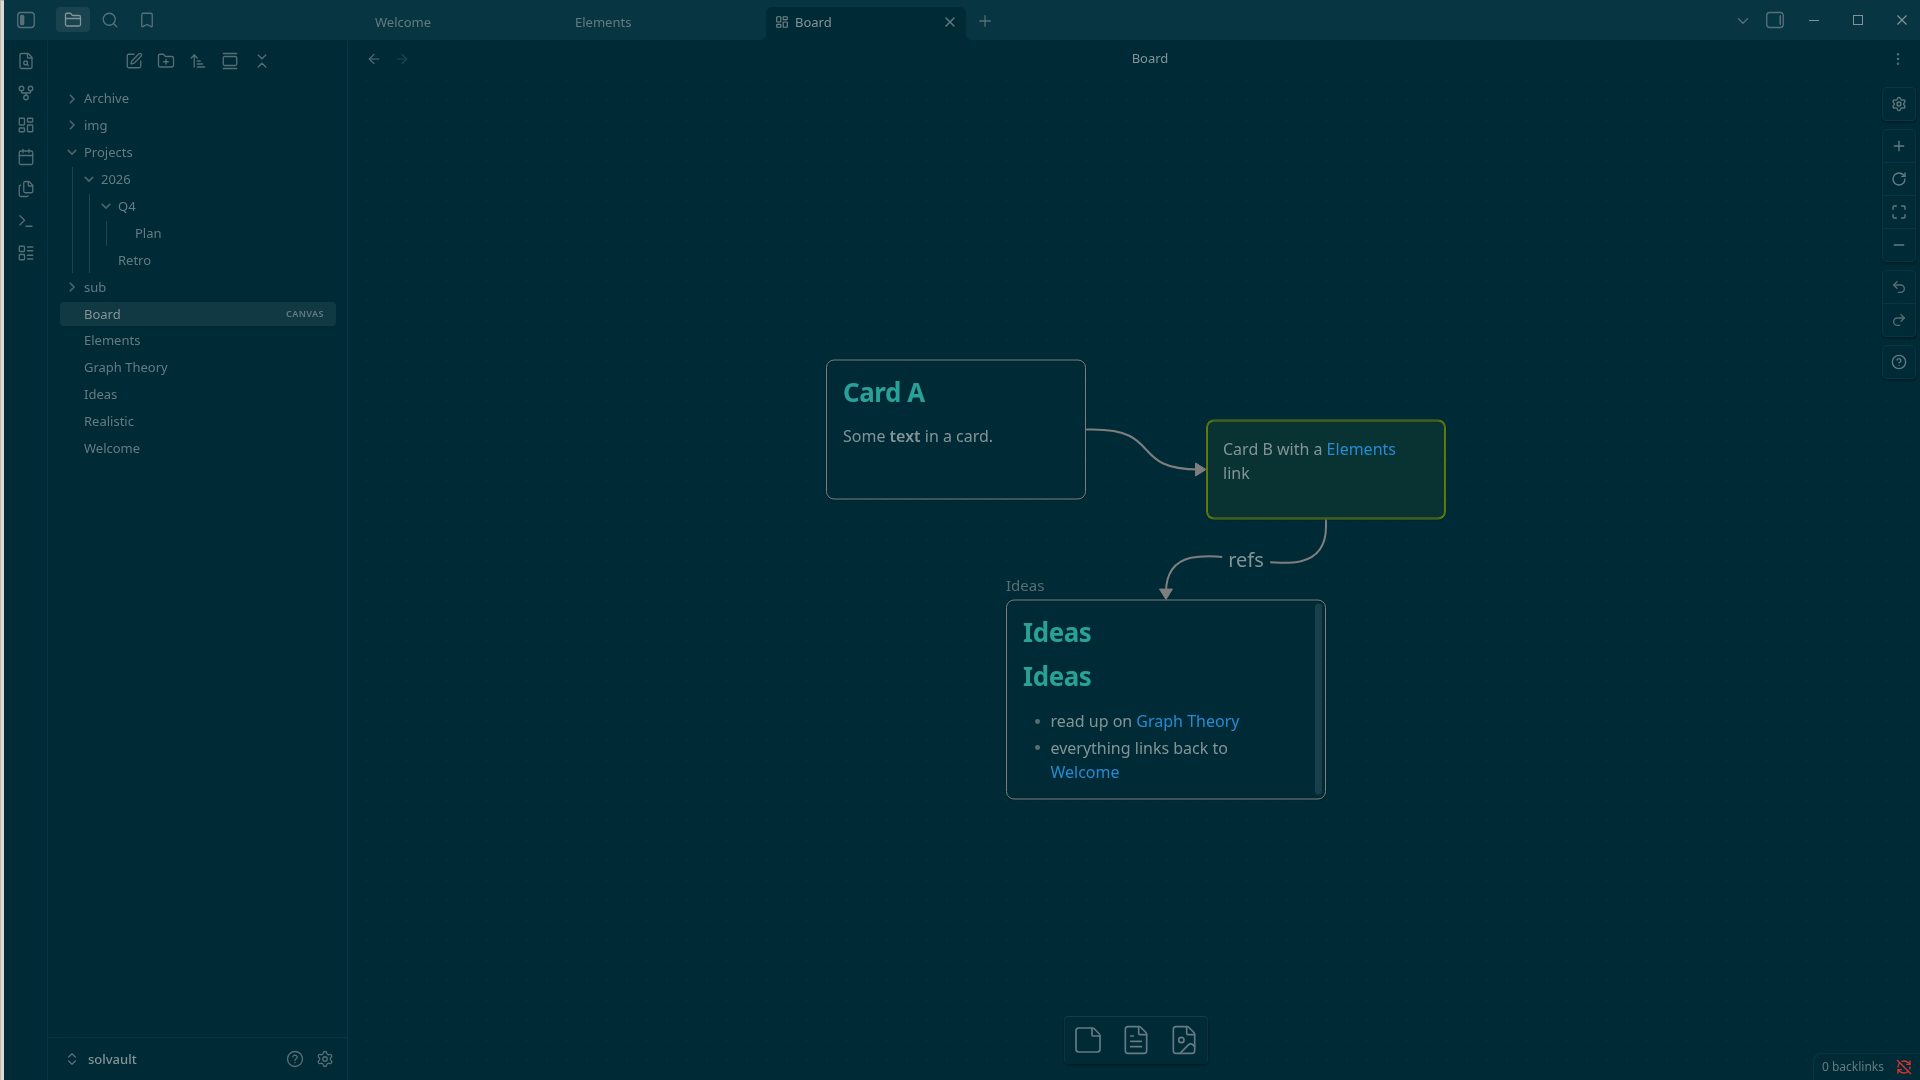 Welcome
Elements
Board
Board
Archive
img
Projects
2026
Q4
Plan
Retro
sub
Board CANVAS
Elements
Graph Theory
Ideas
Realistic
Welcome
Card A
Some text in a card.
Card B with a Elements
link
refs
Ideas
Ideas
Ideas
read up on Graph Theory
everything links back to
Welcome
solvault
0 backlinks